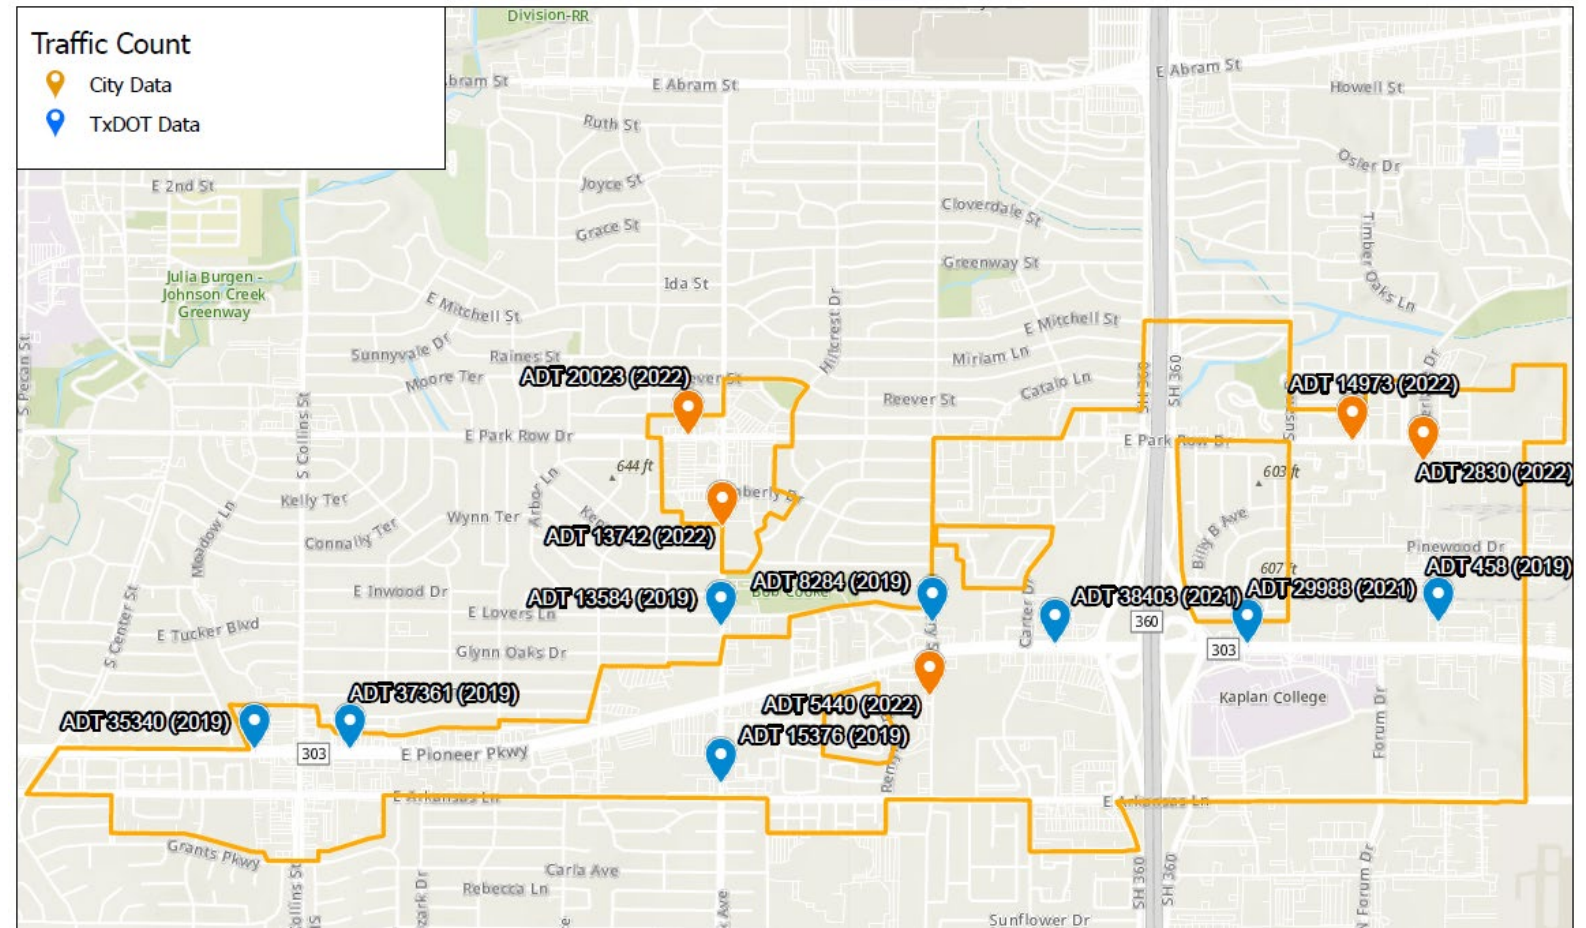 Division-RR
Traffic Count
City Data
TxDOT Data
bram St
E Abram St
E Abram St
Howell St
Ruth St
Osler Dr
E 2nd St
Joyce St
Cloverdale St
Grace St
Timber Oaks Ln
Julia Burgen -
Johnson Creek
Greenway
Ida St
Greenway St
E Mitchell St
Hillcrest Dr
E Mitchell St
Sunnyvale Dr
Raines St
Miriam Ln
S Pecan St
Moore Ter
ADT 20023 (2022)
ever St
Reever St
Catalo Ln
SH 360
SH 360
ADT 14973 (2022)
S Collins St
E Park Row Dr
E Park Row Dr
644 ft
603 ft
ADT 2830 (2022)
Kelly Ter
Arbor Ln
Wynn Ter
mberly Dr
Meadow Ln
Connally Ter
ADT 13742 (2022)
Billy B Ave
Pinewood Dr
607 ft
ADT 458 (2019)
E Inwood Dr
ADT 13584 (2019)
ADT 8284 (2019)
Bob Cooke
ADT 38403 (2021)
ADT 29988 (2021)
S Center St
E Lovers Ln
Carter Dr
360
E Tucker Blvd
Glynn Oaks Dr
303
ADT 37361 (2019)
ADT 35340 (2019)
ADT 5440 (2022)
Kaplan College
ADT 15376 (2019)
303
E Pioneer Pkwy
Forum Dr
E Arkansas Ln
E Arkansas Ln
Grants Pkwy
Carla Ave
Rebecca Ln
SH 360
SH 360
N Forum Dr
Sunflower Dr